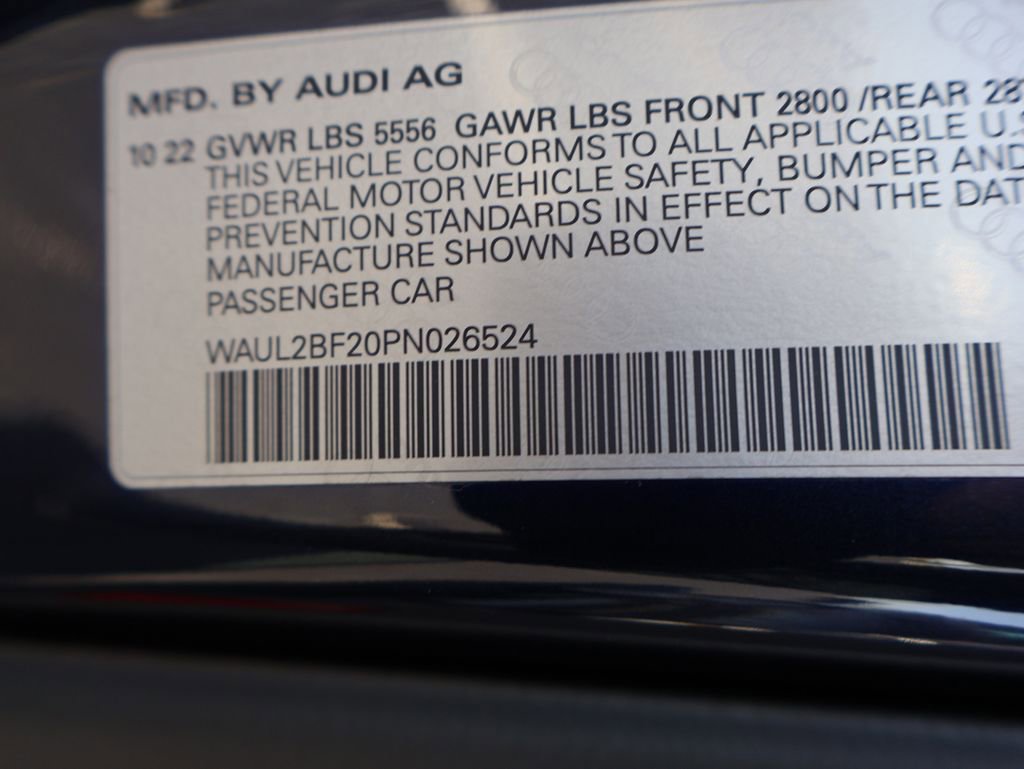 MFD. BY AUDI AG
10 22 GVWR LBS 5556 GAWR LBS FRONT 2800 /REAR
THIS VEHICLE CONFORMS TO ALL APPLICABLE U.S
FEDERAL MOTOR VEHICLE SAFETY, BUMPER AND
PREVENTION STANDARDS IN EFFECT ON THE DAT
MANUFACTURE SHOWN ABOVE
PASSENGER CAR
WAUL2BF20PN026524